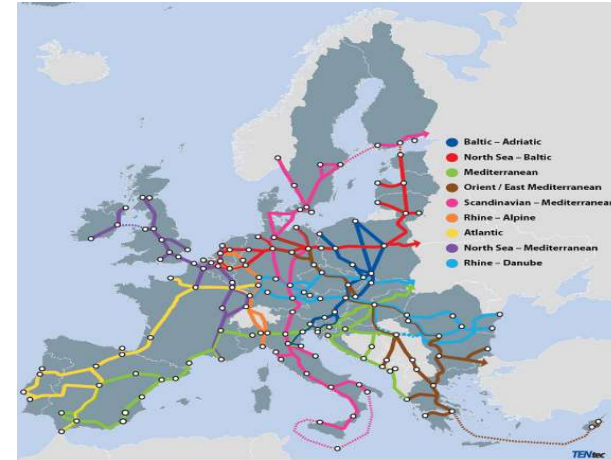 Baltic – Adriatic
North Sea – Baltic
Mediterranean
Orient / East Mediterranean
Scandinavian – Mediterranean
Rhine – Alpine
Atlantic
North Sea – Mediterranean
Rhine – Danube
TENtec